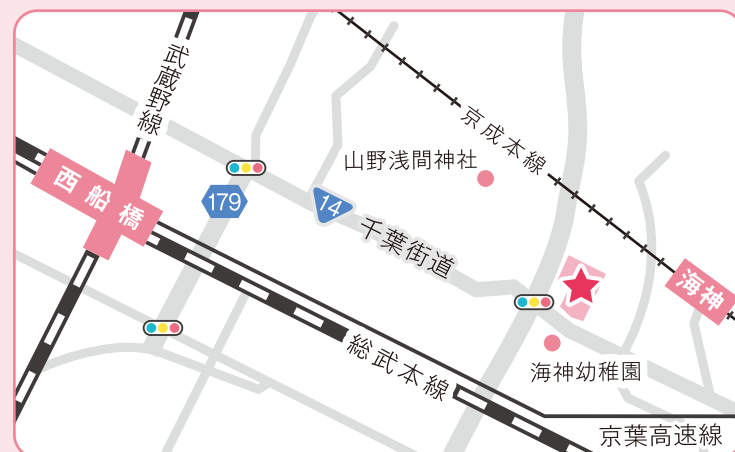 武蔵野線
京成本線
山野浅間神社
西船橋
179
14
千葉街道
海神
総武本線
海神幼稚園
京葉高速線